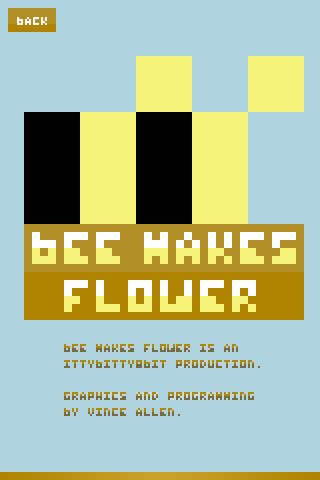 bACK
bEE MAKES
FLOWER
bEE MAKES FLOWER IS AN
ITTYbITTY8bIT PRODUCTION.
GRAPHICS AND PROGRAMMING
bY VINCE ALLEN.